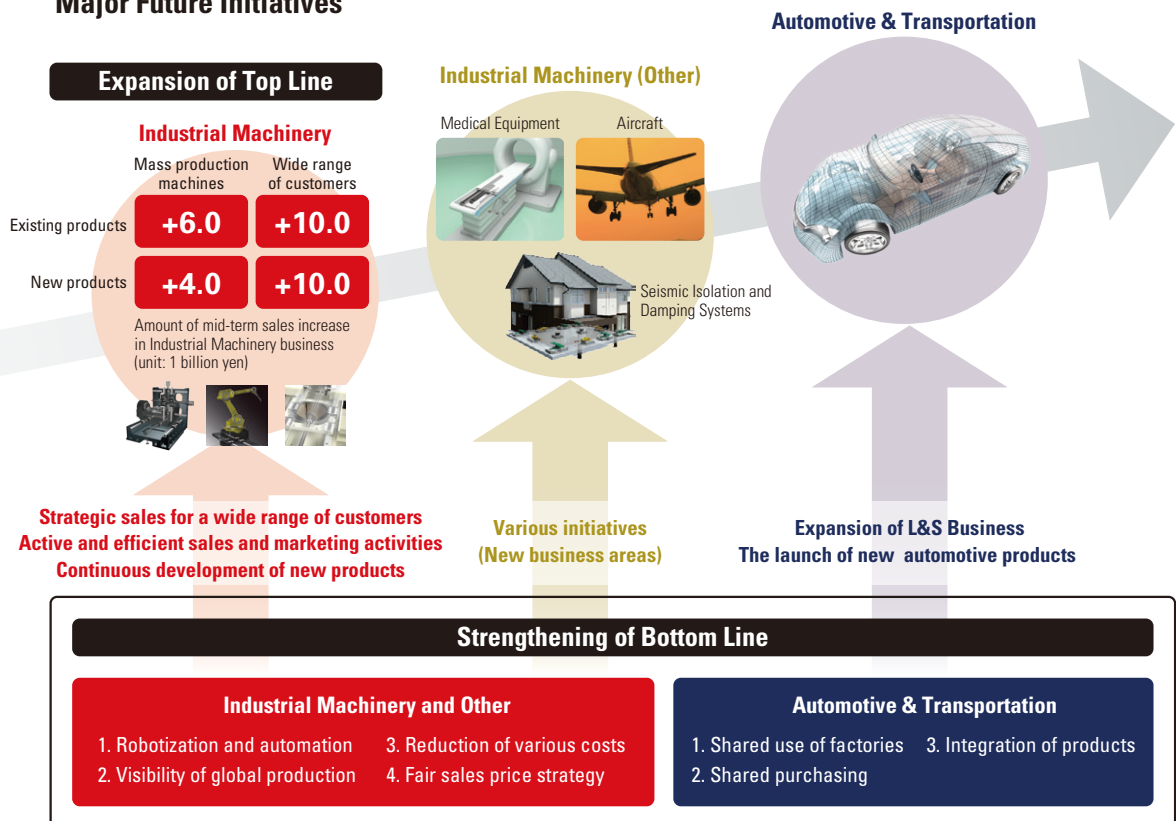 Major Future Initiatives
Expansion of Top Line
Industrial Machinery
Mass production
machines
Wide range
of customers
Existing products
+6.0
+10.0
New products
+4.0
+10.0
Amount of mid-term sales increase
in Industrial Machinery business
(unit: 1 billion yen)
Industrial Machinery (Other)
Medical Equipment
Aircraft
Seismic Isolation and
Damping Systems
Automotive & Transportation
Strategic sales for a wide range of customers
Active and efficient sales and marketing activities
Continuous development of new products
Various initiatives
(New business areas)
Expansion of L&S Business
The launch of new automotive products
Strengthening of Bottom Line
Industrial Machinery and Other
1. Robotization and automation
2. Visibility of global production
3. Reduction of various costs
4. Fair sales price strategy
Automotive & Transportation
1. Shared use of factories
2. Shared purchasing
3. Integration of products